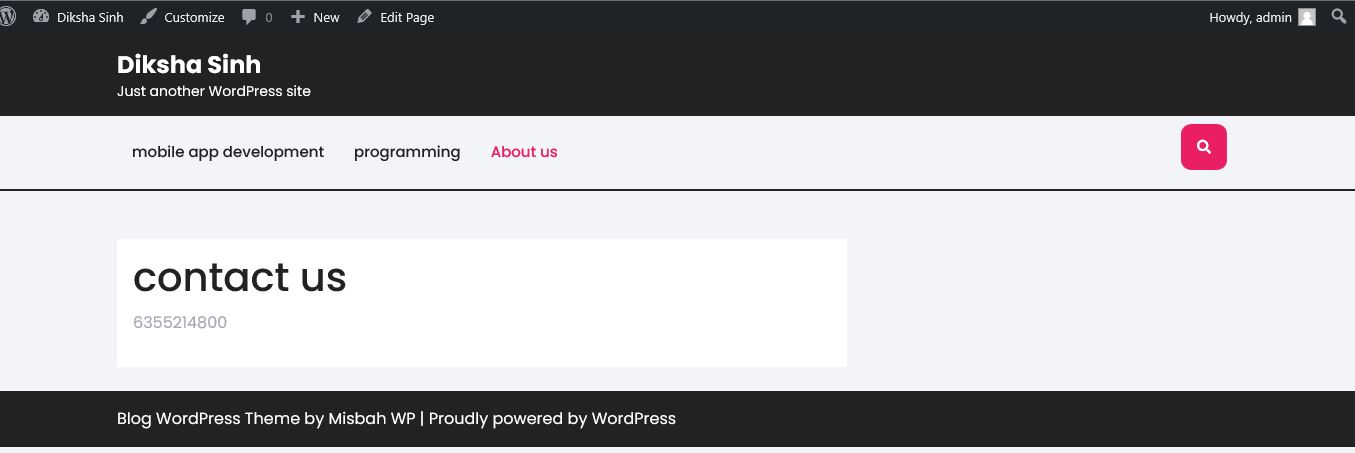 Diksha Sinh Customize 0 New Edit Page Howdy, admin
Diksha Sinh
Just another WordPress site
mobile app development programming About us
contact us
6355214800
Blog WordPress Theme by Misbah WP | Proudly powered by WordPress